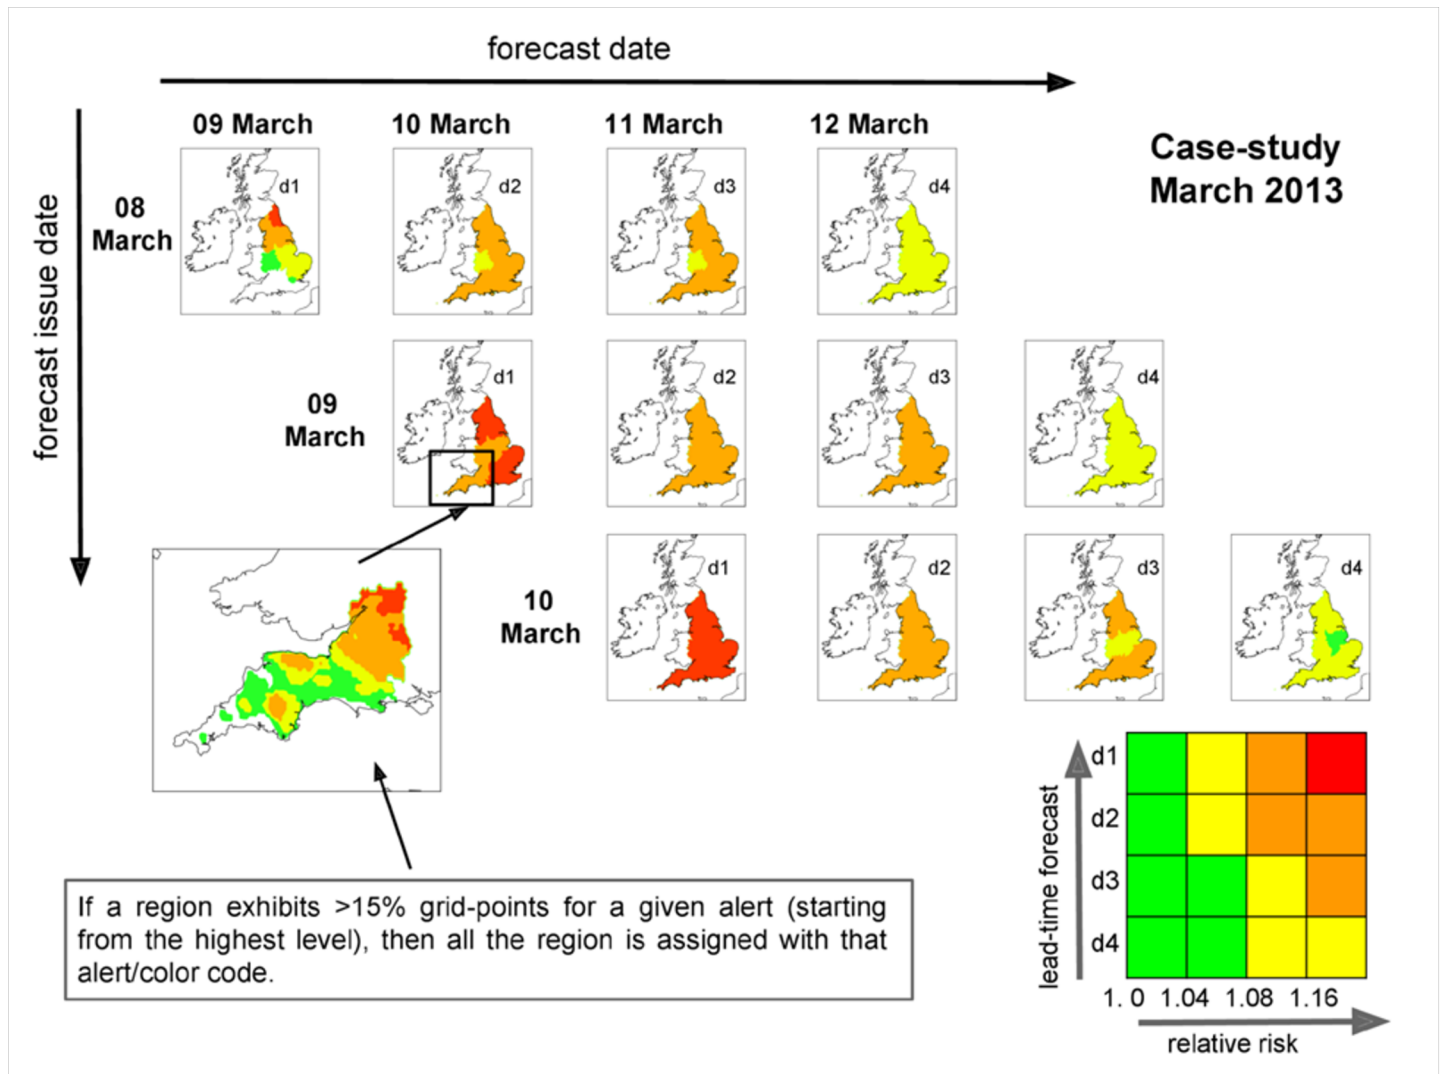 forecast date
09 March
10 March
11 March
12 March
Case-study
March 2013
forecast issue date
08
March
d1
d2
d3
d4
09
March
d1
d2
d3
d4
10
March
d1
d2
d3
d4
If a region exhibits >15% grid-points for a given alert (starting
from the highest level), then all the region is assigned with that
alert/color code.
lead-time forecast
d1
d2
d3
d4
1. 0 1.04 1.08 1.16
relative risk